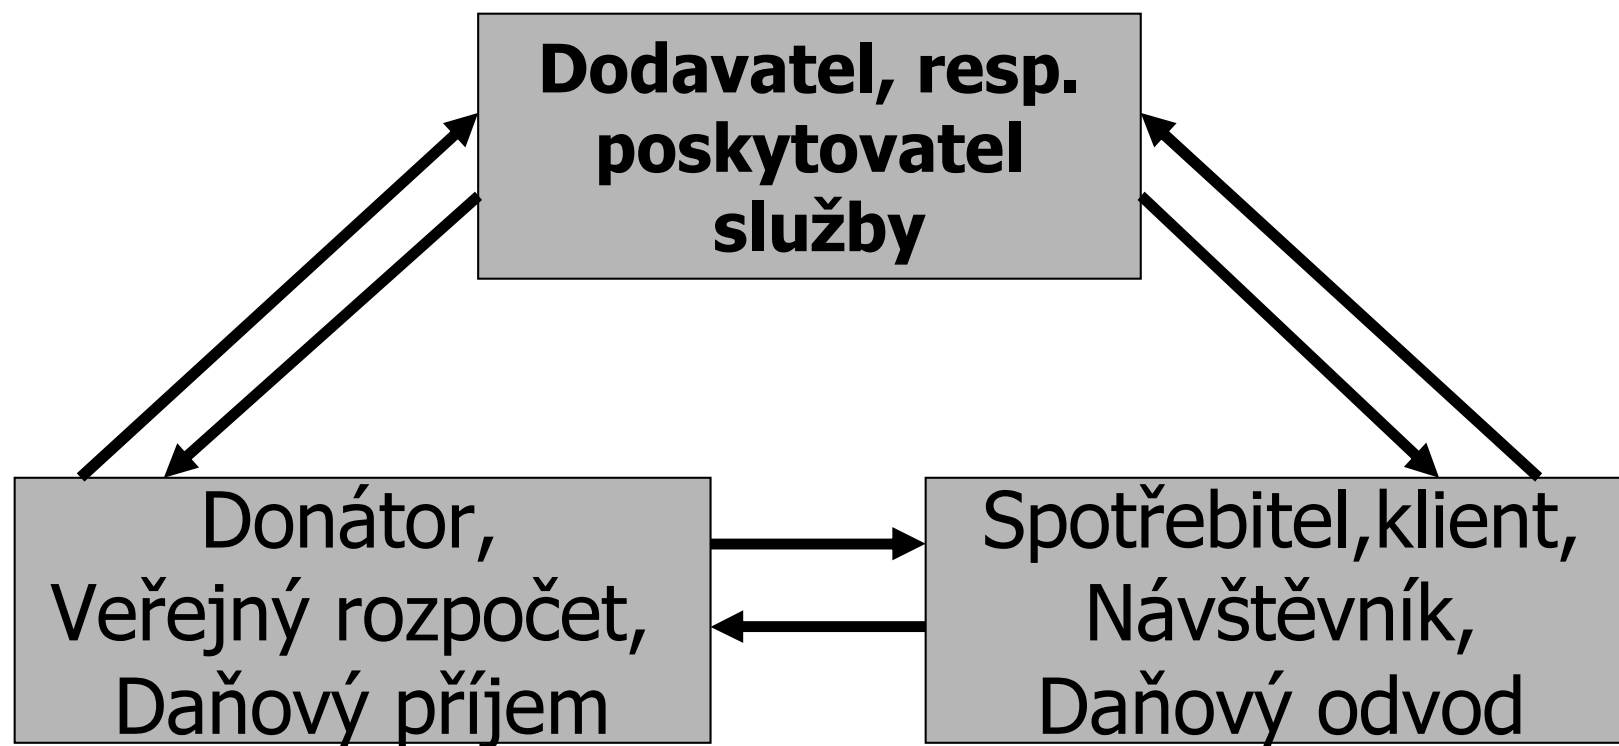 Dodavatel, resp.
poskytovatel
služby
Donátor,
Veřejný rozpočet,
Daňový příjem
Spotřebitel,klient,
Návštěvník,
Daňový odvod